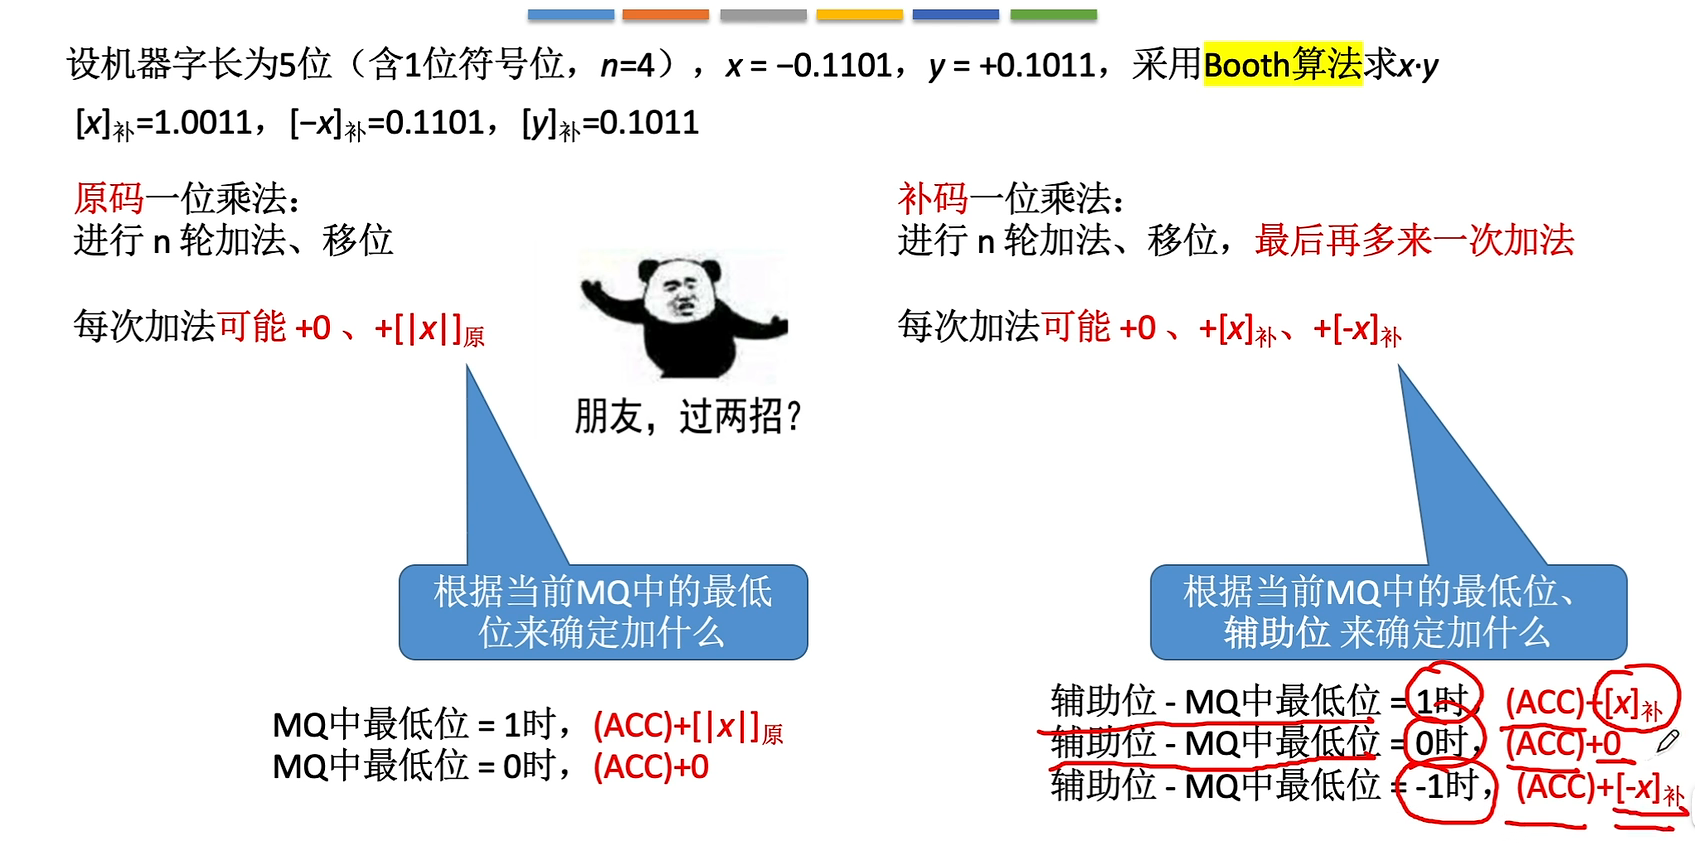 设机器字长为5位（含1位符号位，n=4），x = −0.1101，y = +0.1011，采用Booth算法求x·y
[x]补=1.0011，[−x]补=0.1101，[y]补=0.1011
原码一位乘法：
进行 n 轮加法、移位
每次加法可能 +0 、+[|x|]原
朋友，过两招？
根据当前MQ中的最低
位来确定加什么
MQ中最低位 = 1时，(ACC)+[|x|]原
MQ中最低位 = 0时，(ACC)+0
补码一位乘法：
进行 n 轮加法、移位，最后再多来一次加法
每次加法可能 +0 、+[x]补、+[-x]补
根据当前MQ中的最低位、
辅助位 来确定加什么
辅助位 - MQ中最低位 = 1时，(ACC)+[x]补
辅助位 - MQ中最低位 = 0时，(ACC)+0
辅助位 - MQ中最低位 = -1时，(ACC)+[-x]补